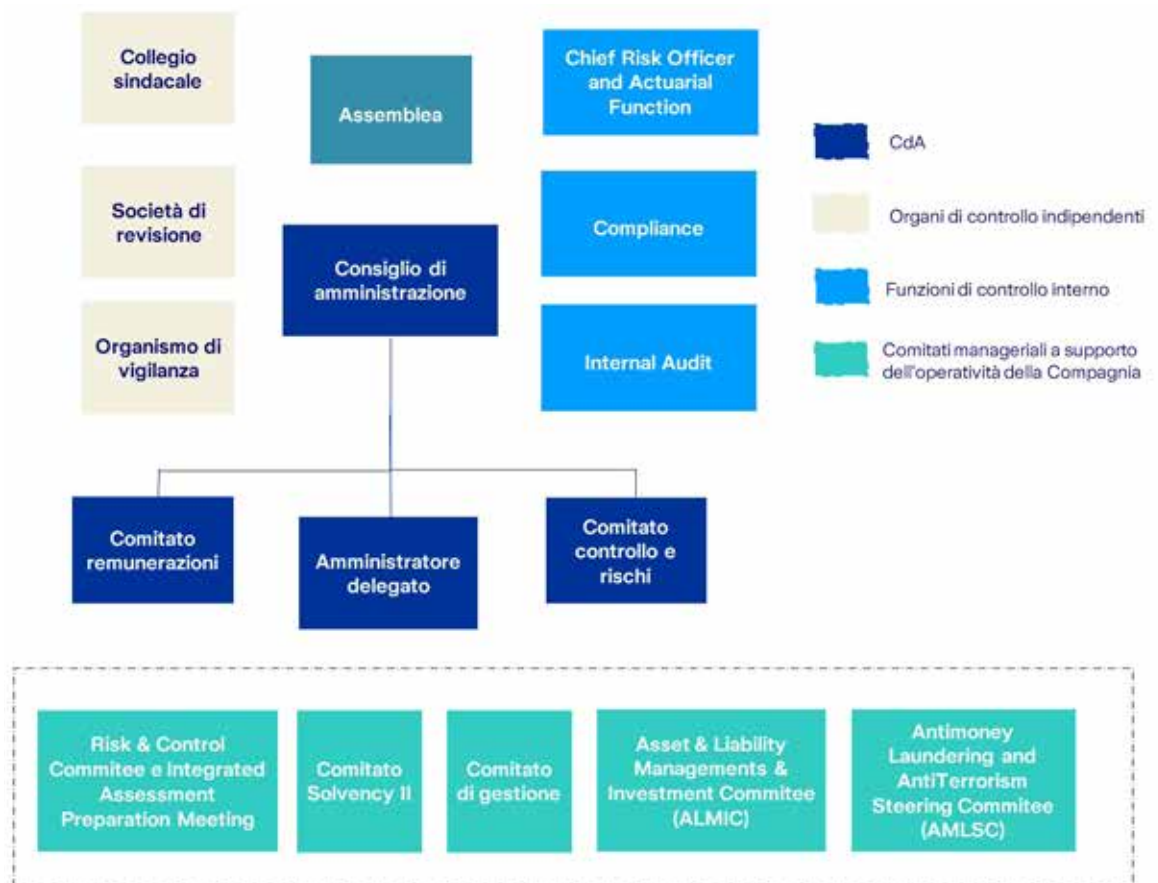 Collegio
sindacale
Società di
revisione
Organismo di
vigilanza
Assemblea
Consiglio di
amministrazione
Chief Risk Officer
and Actuarial
Function
Compliance
Internal Audit
CdA
Organi di controllo indipendenti
Funzioni di controllo interno
Comitati manageriali a supporto
dell'operatività della Compagnia
Comitato
remunerazioni
Amministratore
delegato
Comitato
controllo e
rischi
Risk & Control
Commitee e Integrated
Assessment
Preparation Meeting
Comitato
Solvency II
Comitato
di gestione
Asset & Liability
Managements &
Investment Commitee
(ALMIC)
Antimoney
Laundering and
AntiTerrorism
Steering Commitee
(AMLSC)